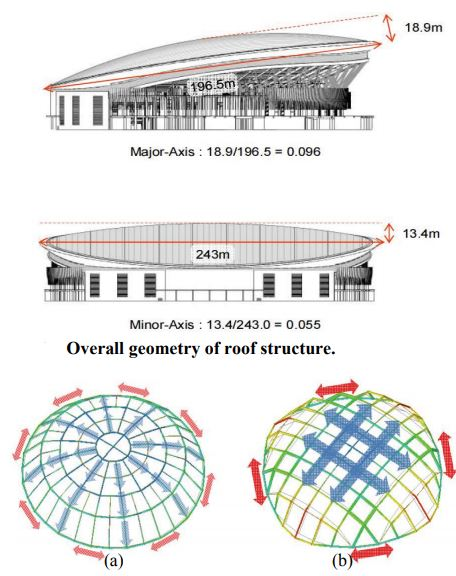 18.9m
196.5m
Major-Axis : 18.9/196.5 = 0.096
13.4m
243m
Minor-Axis : 13.4/243.0 = 0.055
Overall geometry of roof structure.
(a) (b)